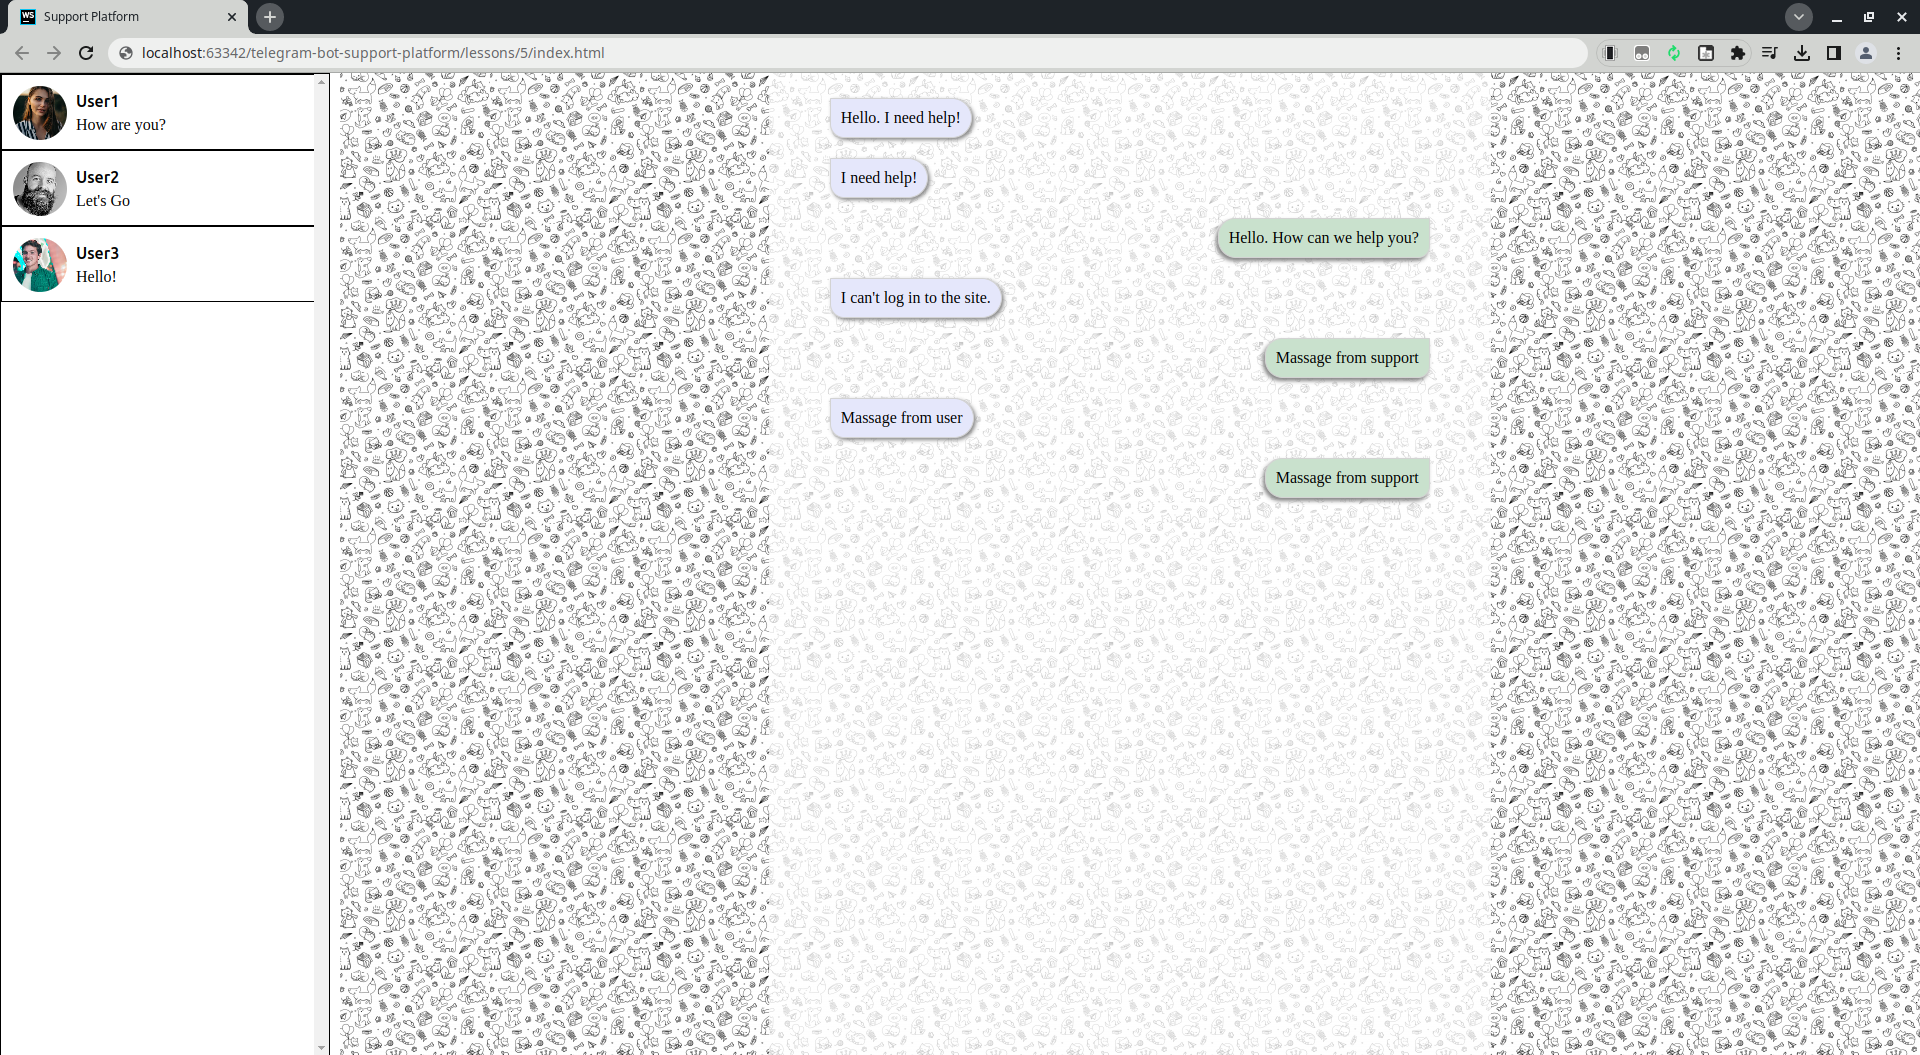 WS
Support Platform
localhost:63342/telegram-bot-support-platform/lessons/5/index.html
User1
How are you?
User2
Let's Go
User3
Hello!
Hello. I need help!
I need help!
Hello. How can we help you?
I can't log in to the site.
Massage from support
Massage from user
Massage from support